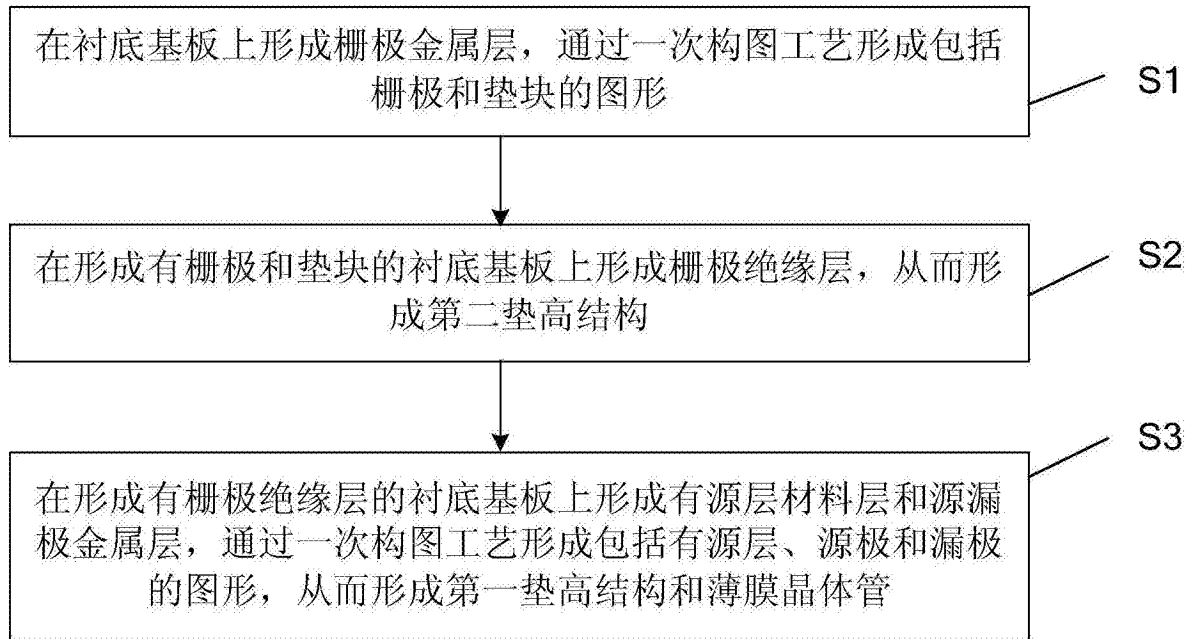 在衬底基板上形成栅极金属层，通过一次构图工艺形成包括
栅极和垫块的图形
S1
在形成有栅极和垫块的衬底基板上形成栅极绝缘层，从而形
成第二垫高结构
S2
在形成有栅极绝缘层的衬底基板上形成有源层材料层和源漏
极金属层，通过一次构图工艺形成包括有源层、源极和漏极
的图形，从而形成第一垫高结构和薄膜晶体管
S3